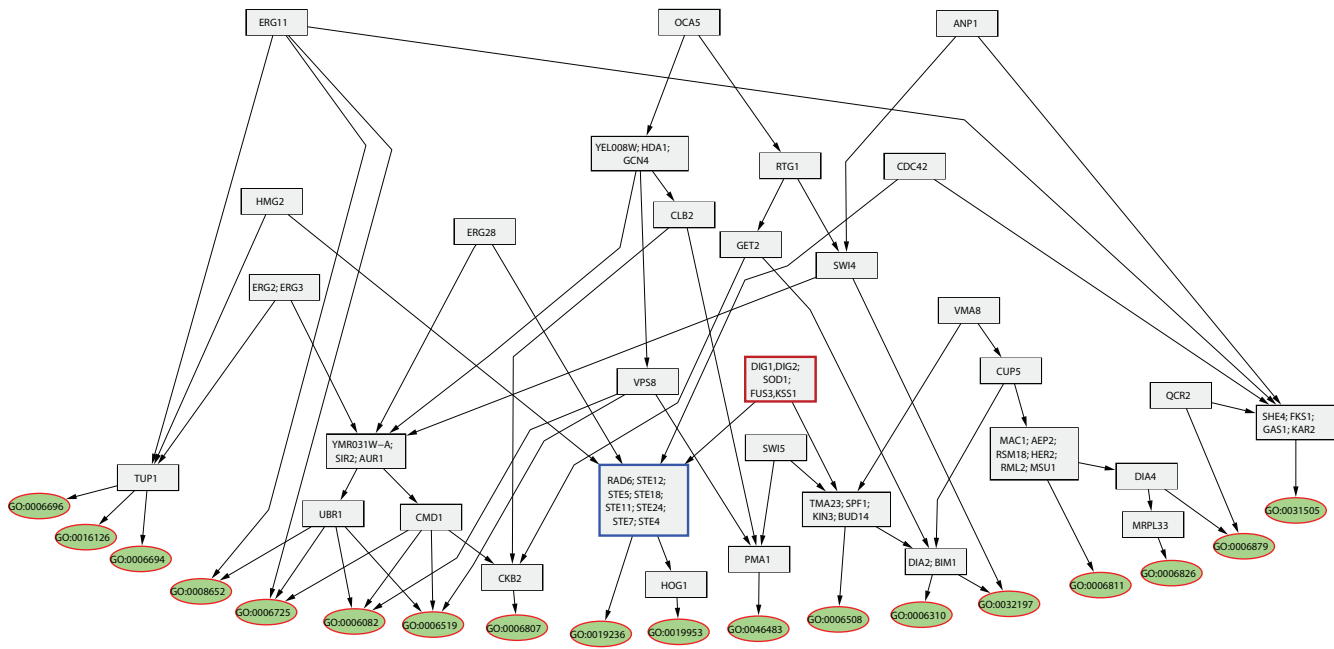 ERG11
OCA5
ANP1
YEL008W; HDA1;
GCN4
RTG1
CDC42
HMG2
CLB2
ERG28
GET2
SWI4
ERG2; ERG3
VMA8
VPS8
DIG1,DIG2;
SOD1;
FUS3,KSS1
CUP5
QCR2
SHE4; FKS1;
GAS1; KAR2
YMR031W−A;
SIR2; AUR1
SWI5
MAC1; AEP2;
RSM18; HER2;
RML2; MSU1
TUP1
RAD6; STE12;
STE5; STE18;
STE11; STE24;
STE7; STE4
DIA4
GO:0006696
UBR1
CMD1
TMA23; SPF1;
KIN3; BUD14
MRPL33
GO:0031505
GO:0016126
GO:0006694
GO:0006879
PMA1
DIA2; BIM1
GO:0006826
CKB2
HOG1
GO:0006811
GO:0008652
GO:0006725
GO:0006082
GO:0006519
GO:0006807
GO:0019236
GO:0019953
GO:0046483
GO:0006508
GO:0006310
GO:0032197